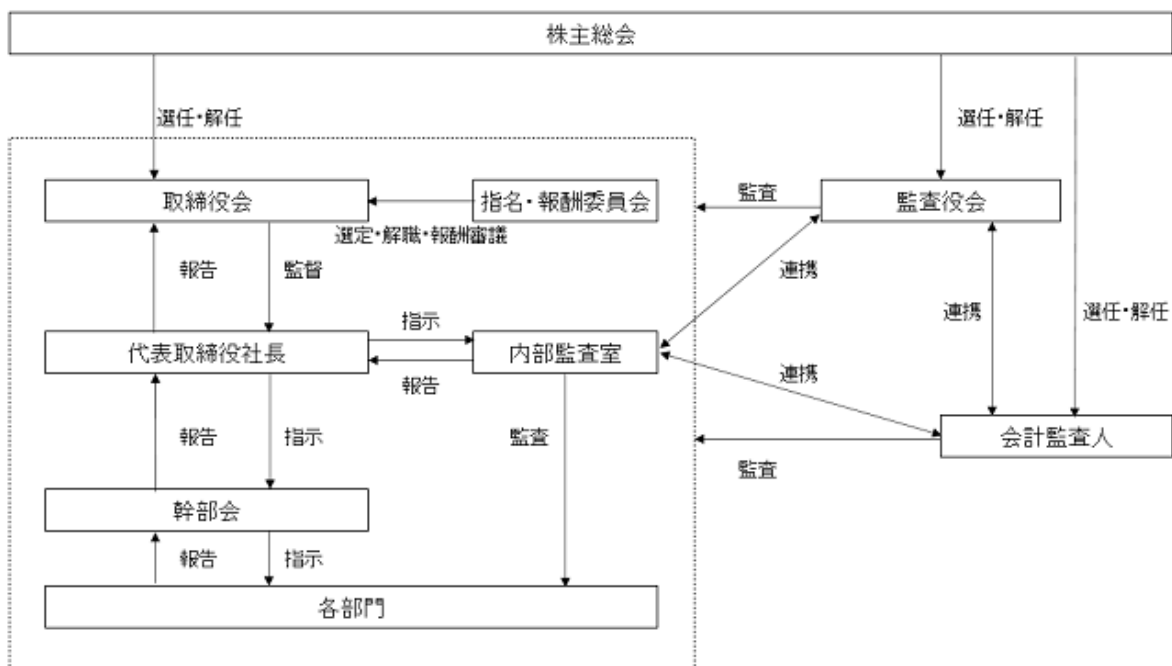 株主総会
選任・解任
選任・解任
取締役会
指名・報酬委員会
監査
監査役会
選定・解職・報酬審議
報告
監督
連携
指示
連携
選任・解任
代表取締役社長
内部監査室
報告
連携
報告
指示
監査
会計監査人
監査
幹部会
報告
指示
各部門